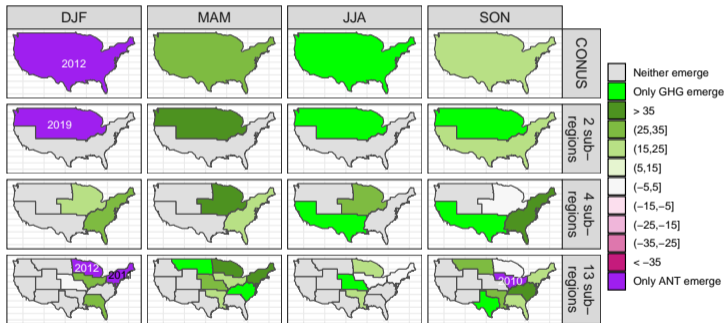 DJF
MAM
JJA
SON
2012
CONUS
2019
2 sub−
regions
4 sub−
regions
2012
2010
13 sub−
regions
Neither emerge
Only GHG emerge
> 35
(25,35]
(15,25]
(5,15]
(−5,5]
(−15,−5]
(−25,−15]
(−35,−25]
< −35
Only ANT emerge